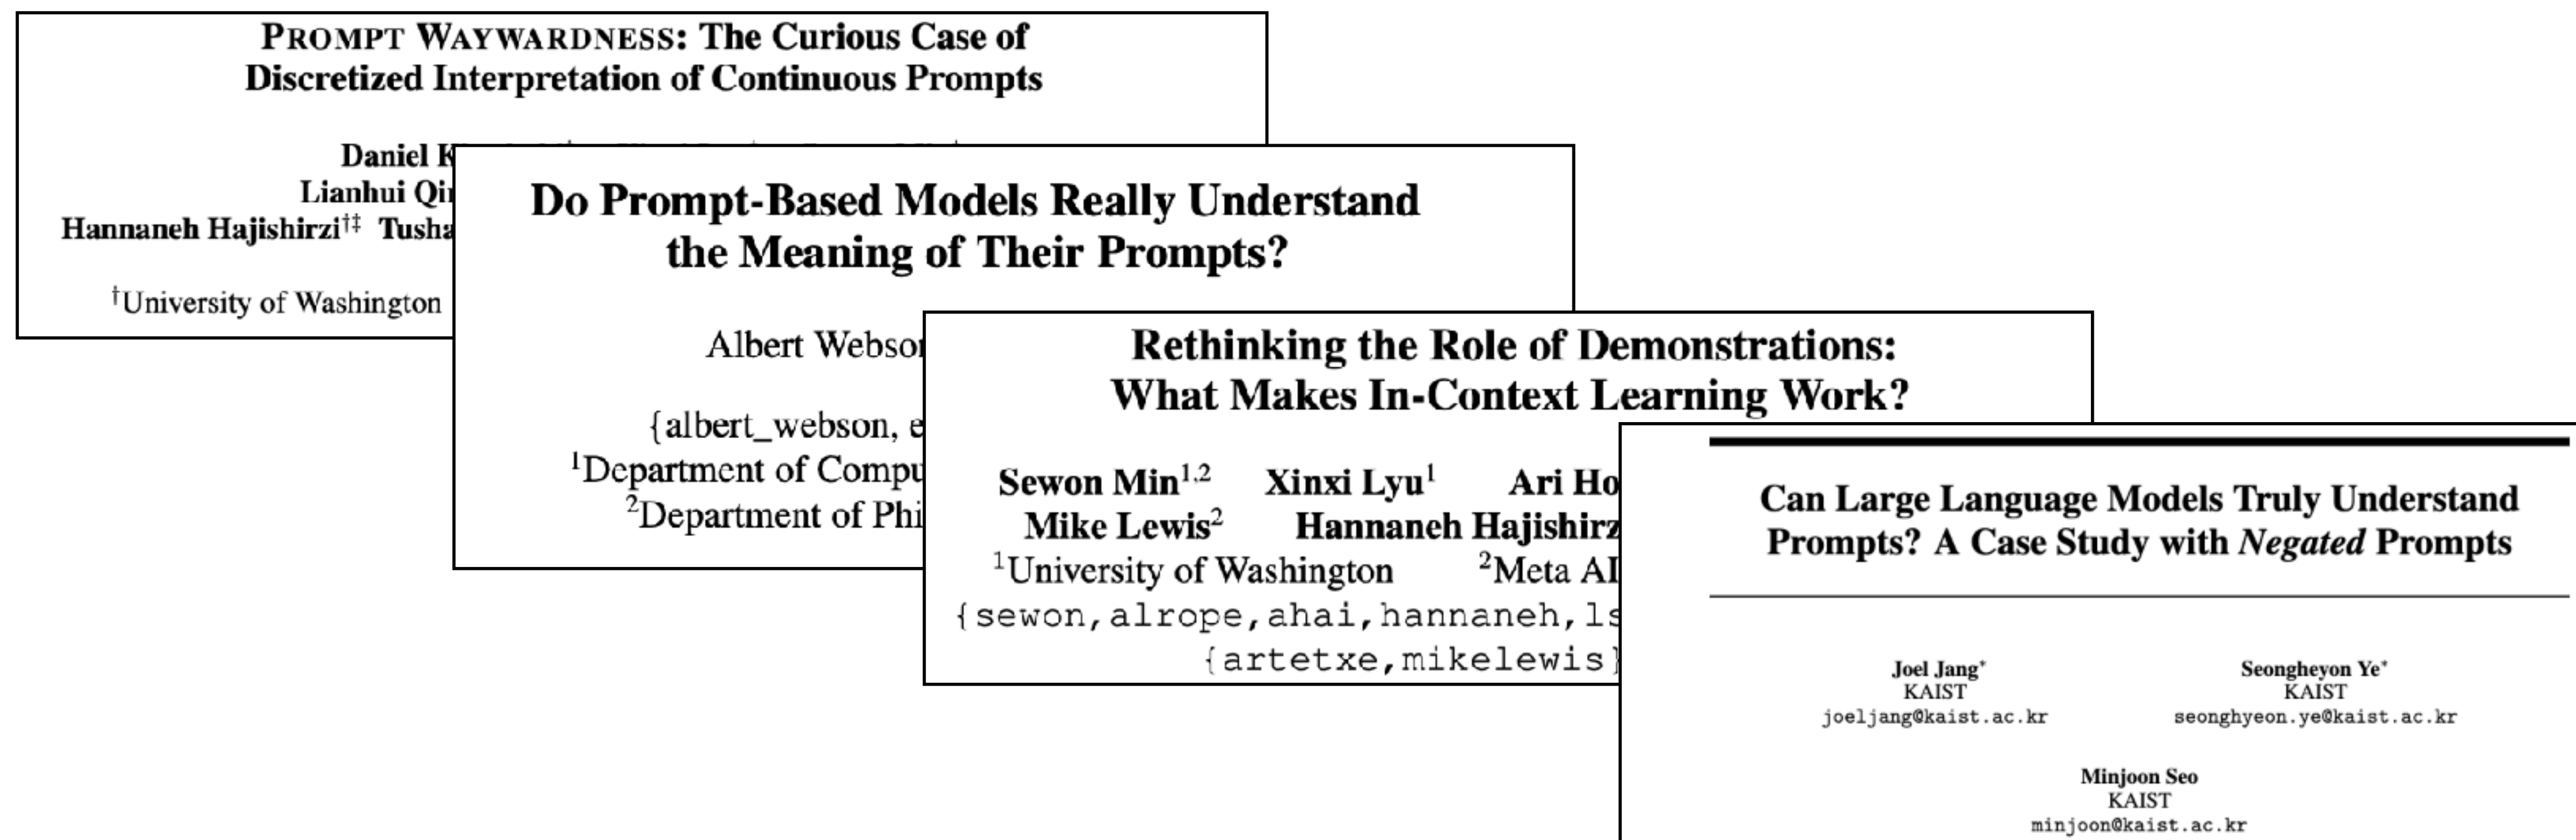 PROMPT WAYWARDNESS: The Curious Case of
Discretized Interpretation of Continuous Prompts
Daniel
Lianhui
Hannaneh Hajishirzi†‡
†University of Washington
Do Prompt-Based Models Really Understand
the Meaning of Their Prompts?
Albert
{albert_webson,
1Department of
2Department of
Rethinking the Role of Demonstrations:
What Makes In-Context Learning Work?
Sewon Min1,2 Xinxi Lyu1 Ari
Mike Lewis2 Hannaneh
1University of Washington 2Meta AI
{sewon,alrope,ahai,hannaneh,
{artetxe,mikelewis}
Can Large Language Models Truly Understand
Prompts? A Case Study with Negated Prompts
Joel Jang* Seongheyon Ye*
KAIST KAIST
joeljang@kaist.ac.kr seonghyeon.ye@kaist.ac.kr
Minjoon Seo
KAIST
minjoon@kaist.ac.kr